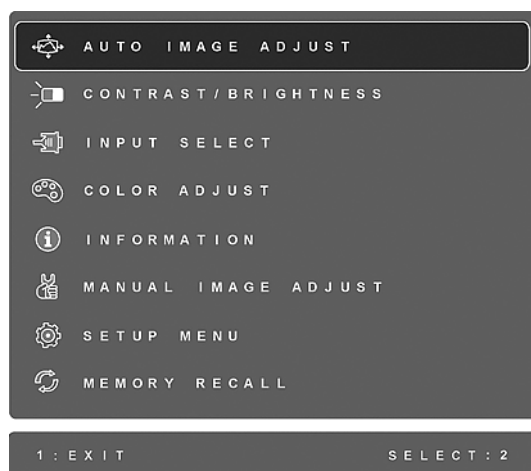 AUTO IMAGE ADJUST
CONTRAST/BRIGHTNESS
INPUT SELECT
COLOR ADJUST
INFORMATION
MANUAL IMAGE ADJUST
SETUP MENU
MEMORY RECALL
1:EXIT SELECT:2